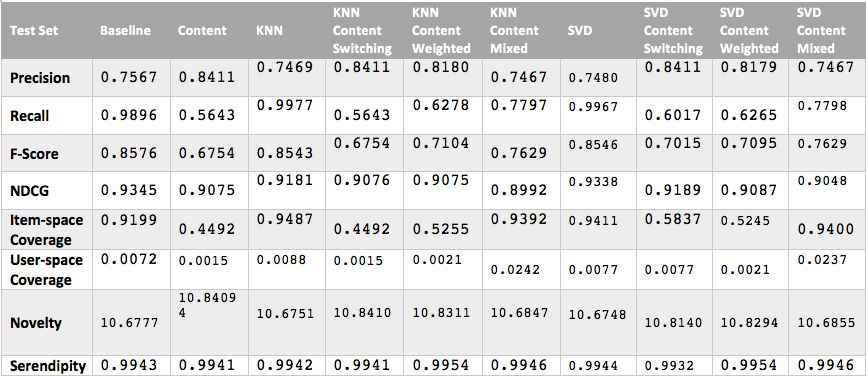 Test Set Baseline Content KNN KNN Content Switching KNN Content Weighted KNN Content Mixed SVD SVD Content Switching SVD Content Weighted SVD Content Mixed
Precision 0.7567 0.8411 0.7469 0.8411 0.8180 0.7467 0.7480 0.8411 0.8179 0.7467
Recall 0.9896 0.5643 0.9977 0.5643 0.6278 0.7797 0.9967 0.6017 0.6265 0.7798
F-Score 0.8576 0.6754 0.8543 0.6754 0.7104 0.7629 0.8546 0.7015 0.7095 0.7629
NDCG 0.9345 0.9075 0.9181 0.9076 0.9075 0.8992 0.9338 0.9189 0.9087 0.9048
Item-space Coverage 0.9199 0.4492 0.9487 0.4492 0.5255 0.9392 0.9411 0.5837 0.5245 0.9400
User-space Coverage 0.0072 0.0015 0.0088 0.0015 0.0021 0.0242 0.0077 0.0077 0.0021 0.0237
Novelty 10.6777 10.84094 10.6751 10.8410 10.8311 10.6847 10.6748 10.8140 10.8294 10.6855
Serendipity 0.9943 0.9941 0.9942 0.9941 0.9954 0.9946 0.9944 0.9932 0.9954 0.9946